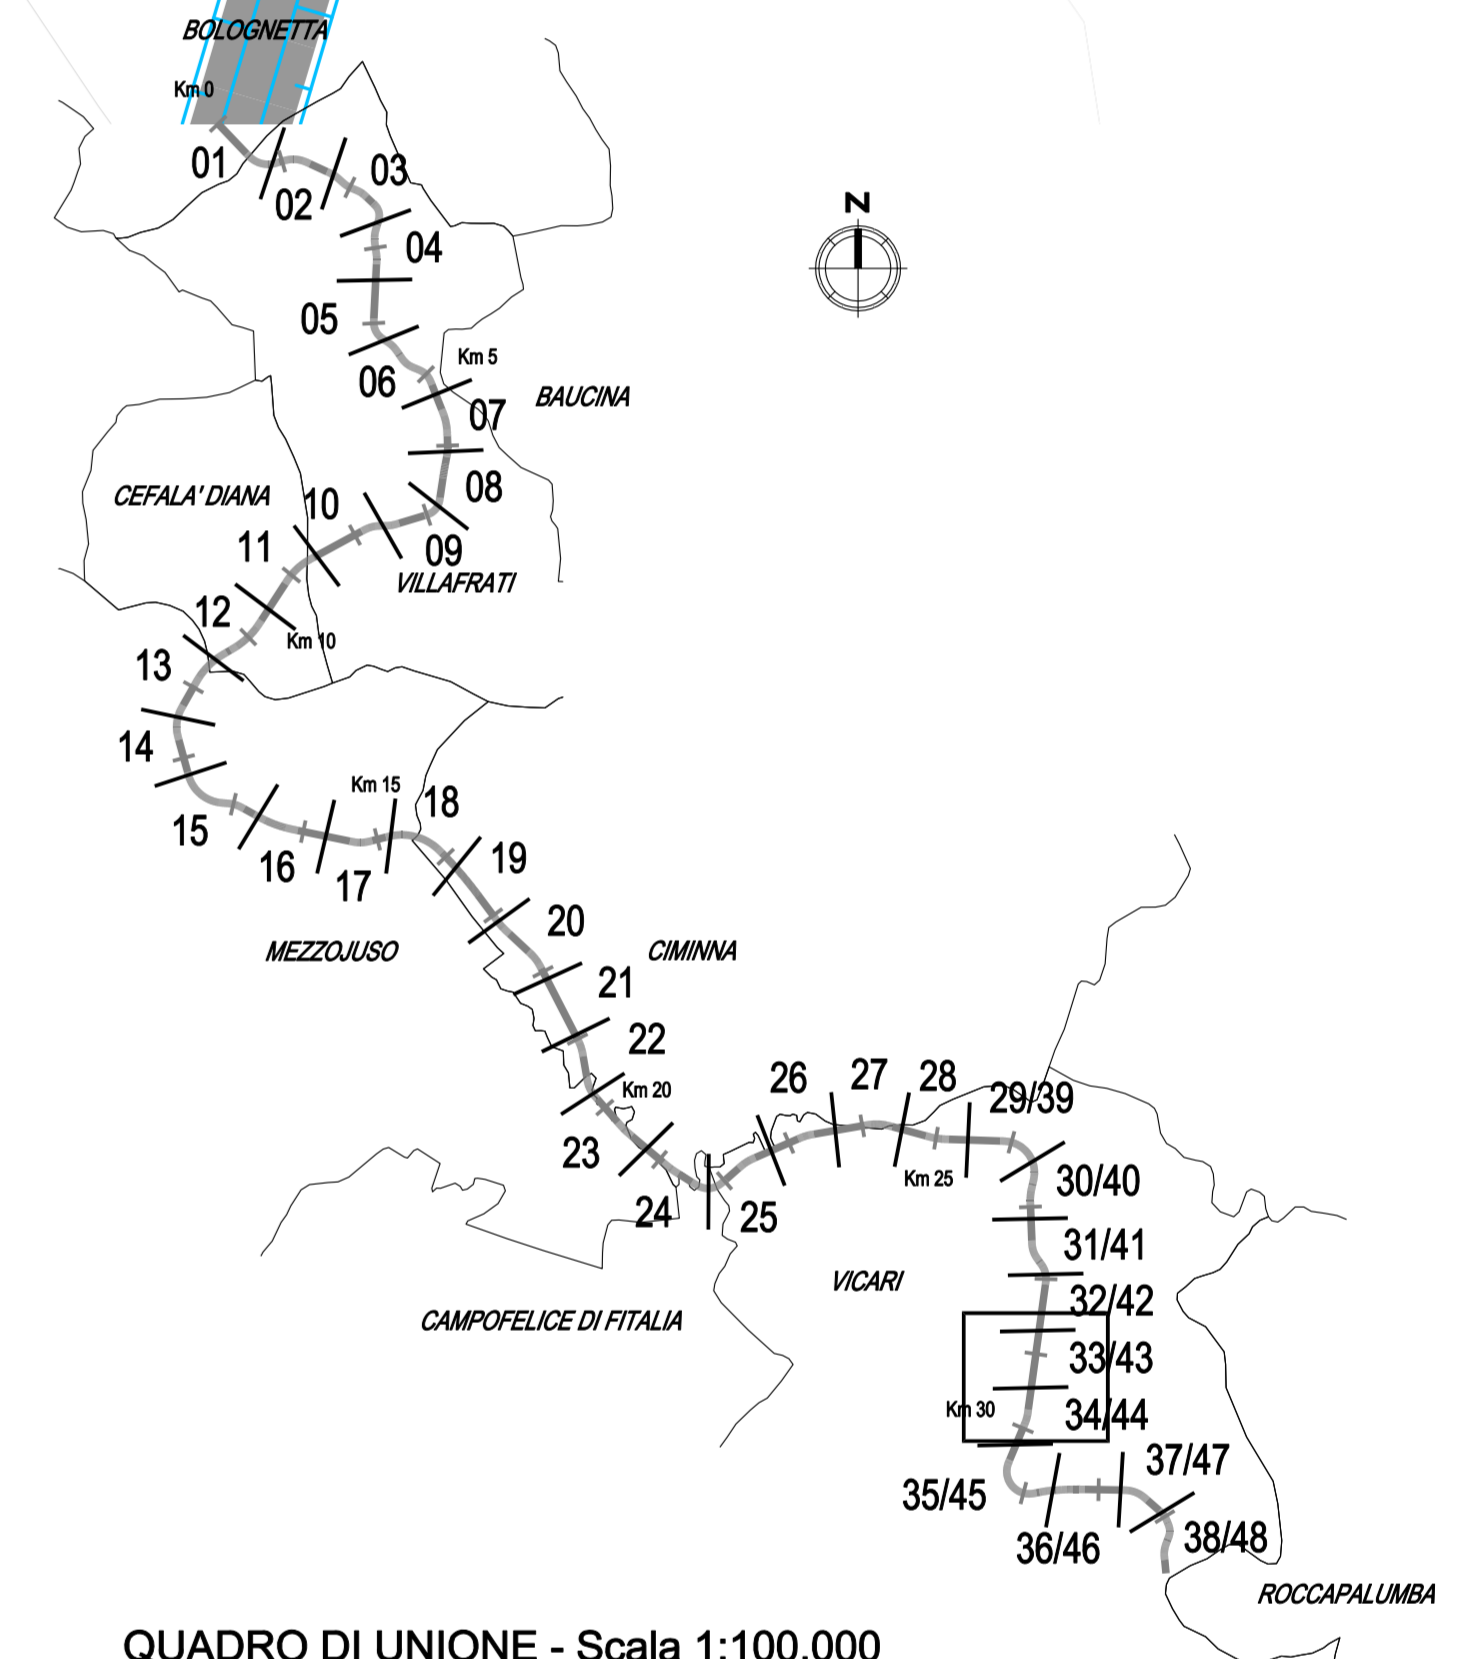 BOLOGNETTA
Km 0
01
02
03
N
04
05
Km 5
06
BAUCINA
07
CEFALA' DIANA
08
10
11
09
VILLAFRATI
12
Km 10
13
14
Km 15
18
15
16
17
19
20
MEZZOJUSO
CIMINNA
21
22
26
27
28
Km 20
29/39
23
Km 25
30/40
24
25
31/41
VICARI
32/42
CAMPOFELICE DI FITALIA
33/43
Km 30
34/44
37/47
35/45
36/46
38/48
ROCCAPALUMBA
QUADRO DI UNIONE - Scala 1:100.000